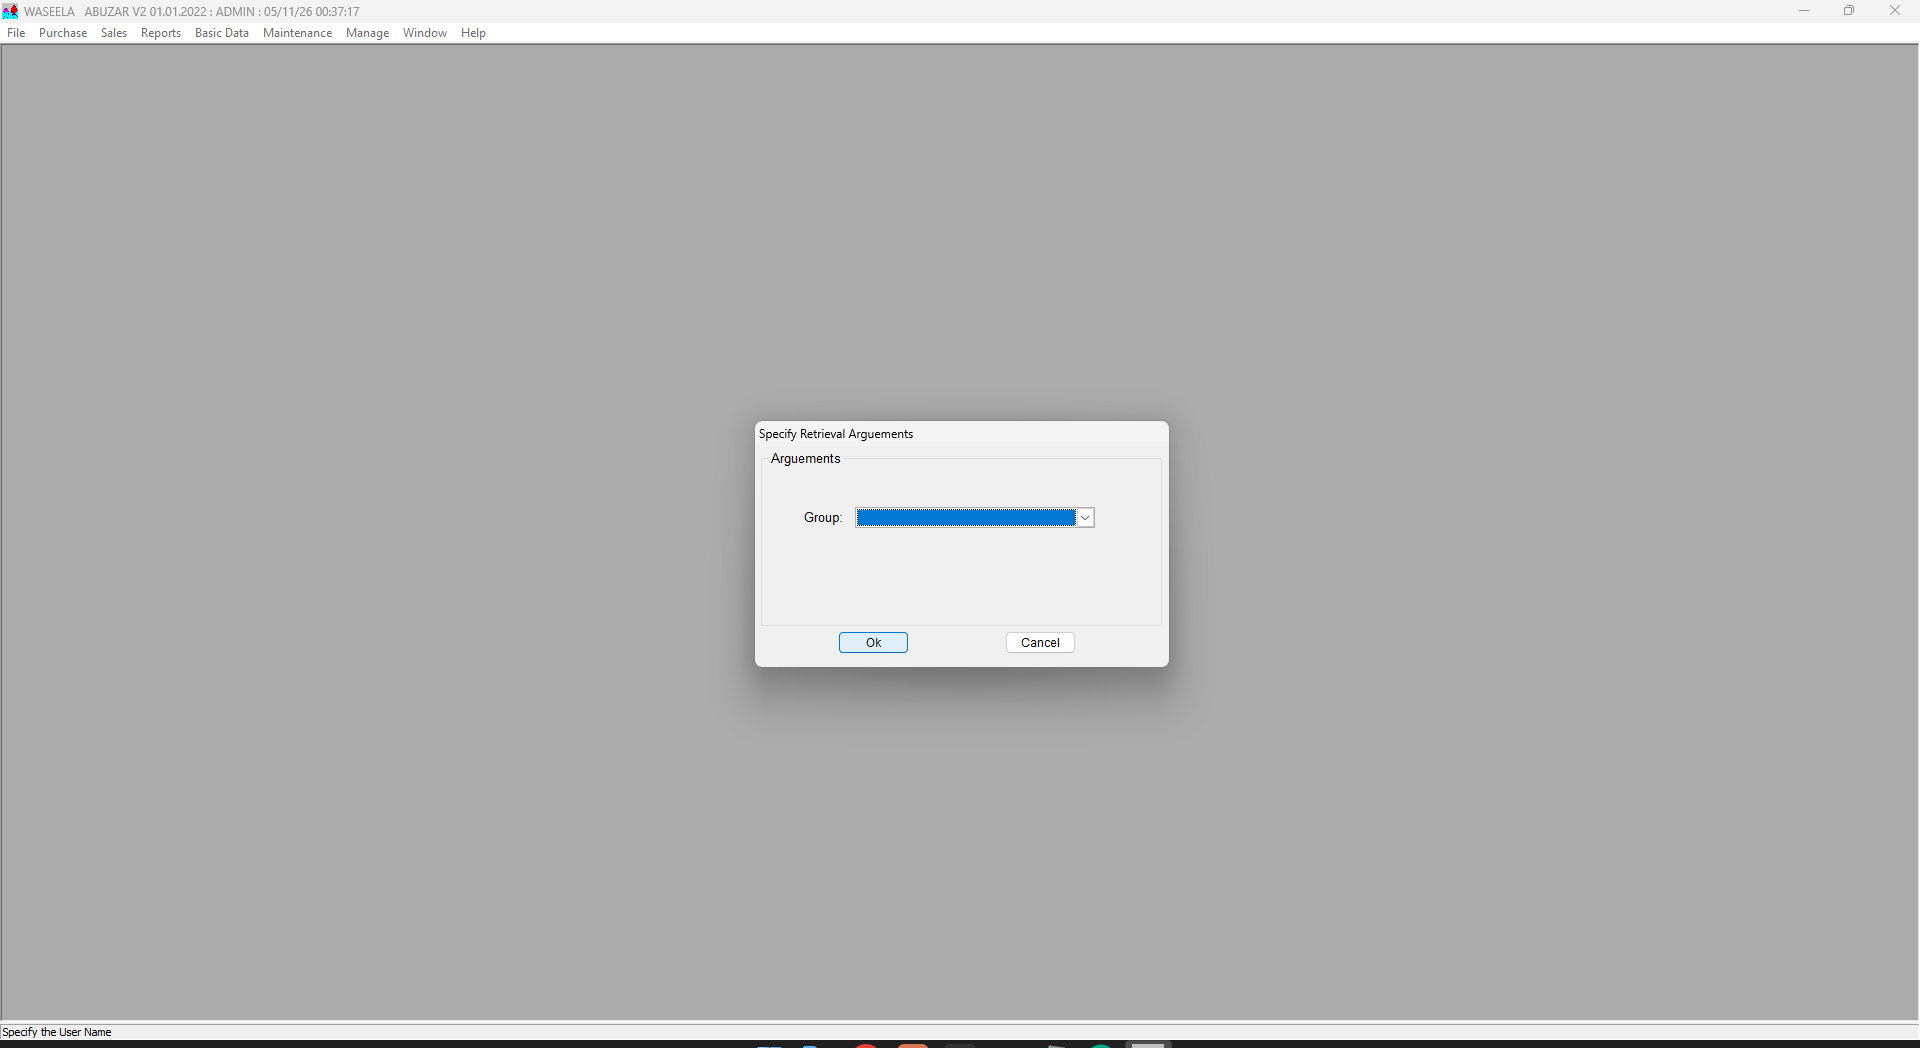 WASEELA ABUZAR V2 01.01.2022 : ADMIN : 05/11/26 00:37:17
File Purchase Sales Reports Basic Data Maintenance Manage Window Help
Specify Retrieval Arguements
Arguements
Group:
Ok Cancel
Specify the User Name